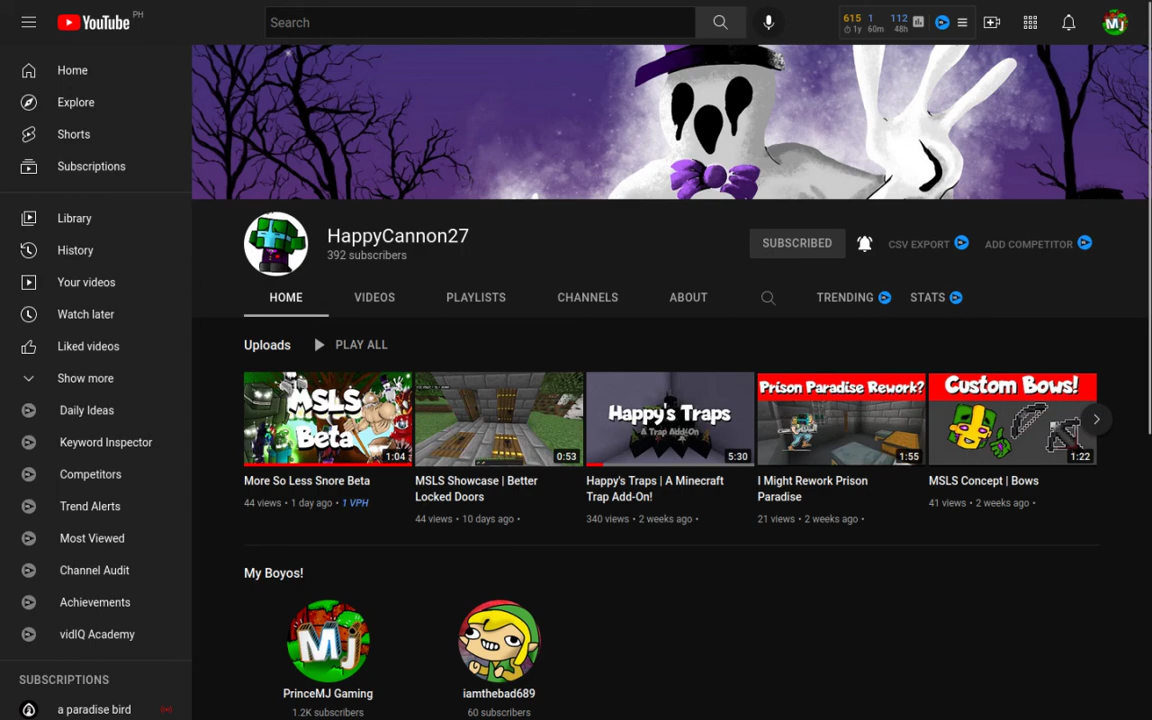 YouTube PH
Search
615 1 112
1y 60m 48h
Home
Explore
Shorts
Subscriptions
Library
History
Your videos
Watch later
Liked videos
Show more
Daily Ideas
Keyword Inspector
Competitors
Trend Alerts
Most Viewed
Channel Audit
Achievements
vidIQ Academy
SUBSCRIPTIONS
a paradise bird
HappyCannon27
392 subscribers
SUBSCRIBED
CSV EXPORT
ADD COMPETITOR
HOME VIDEOS PLAYLISTS CHANNELS ABOUT TRENDING STATS
Uploads PLAY ALL
MSLS
Beta
1:04
More So Less Snore Beta
44 views • 1 day ago • 1 VPH
0:53
MSLS Showcase | Better
Locked Doors
44 views • 10 days ago •
Happy's Traps
A Trap Add-On
5:30
Happy's Traps | A Minecraft
Trap Add-On!
340 views • 2 weeks ago •
Prison Paradise Rework?
1:55
I Might Rework Prison
Paradise
21 views • 2 weeks ago •
Custom Bows!
1:22
MSLS Concept | Bows
41 views • 2 weeks ago •
My Boyos!
MJ
PrinceMJ Gaming
1.2K subscribers
iamthebad689
60 subscribers